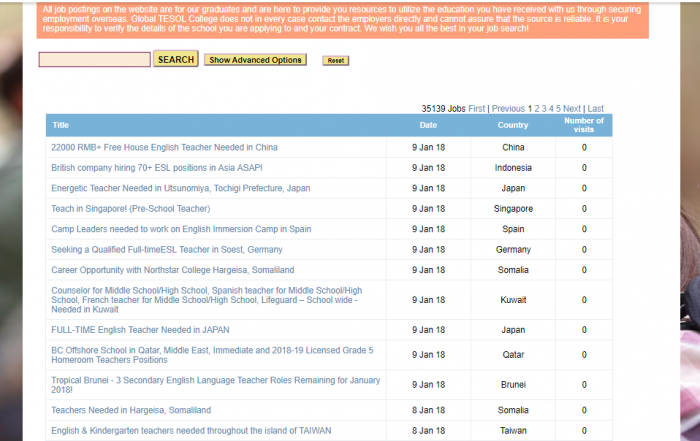 All job postings on the website are for our graduates and are here to provide you resources to utilize the education you have received with us through securing
employment overseas. Global TESOL College does not in every case contact the employers directly and cannot assure that the source is reliable. It is your
responsibility to verify the details of the school you are applying to and your contract. We wish you all the best in your job search!
SEARCH Show Advanced Options Reset
35139 Jobs First | Previous 1 2 3 4 5 Next | Last
Title Date Country Number of visits
22000 RMB+ Free House English Teacher Needed in China 9 Jan 18 China 0
British company hiring 70+ ESL positions in Asia ASAP! 9 Jan 18 Indonesia 0
Energetic Teacher Needed in Utsunomiya, Tochigi Prefecture, Japan 9 Jan 18 Japan 0
Teach in Singapore! (Pre-School Teacher) 9 Jan 18 Singapore 0
Camp Leaders needed to work on English Immersion Camp in Spain 9 Jan 18 Spain 0
Seeking a Qualified Full-timeESL Teacher in Soest, Germany 9 Jan 18 Germany 0
Career Opportunity with Northstar College Hargeisa, Somaliland 9 Jan 18 Somalia 0
Counselor for Middle School/High School, Spanish teacher for Middle School/High
School, French teacher for Middle School/High School, Lifeguard – School wide -
Needed in Kuwait 9 Jan 18 Kuwait 0
FULL-TIME English Teacher Needed in JAPAN 9 Jan 18 Japan 0
BC Offshore School in Qatar, Middle East, Immediate and 2018-19 Licensed Grade 5
Homeroom Teachers Positions 9 Jan 18 Qatar 0
Tropical Brunei - 3 Secondary English Language Teacher Roles Remaining for January
2018! 9 Jan 18 Brunei 0
Teachers Needed in Hargeisa, Somaliland 8 Jan 18 Somalia 0
English & Kindergarten teachers needed throughout the island of TAIWAN 8 Jan 18 Taiwan 0